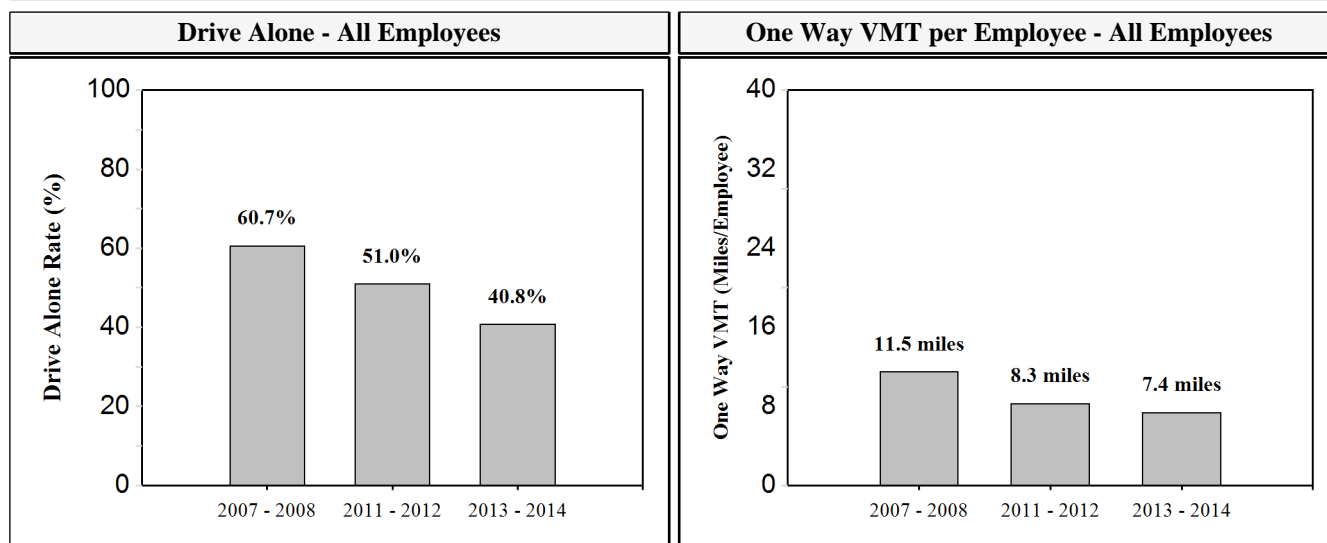 Drive Alone - All Employees
One Way VMT per Employee - All Employees
Drive Alone Rate (%)
100
80
60
40
20
0
60.7%
51.0%
40.8%
2007 - 2008
2011 - 2012
2013 - 2014
One Way VMT (Miles/Employee)
40
32
24
16
8
0
11.5 miles
8.3 miles
7.4 miles
2007 - 2008
2011 - 2012
2013 - 2014